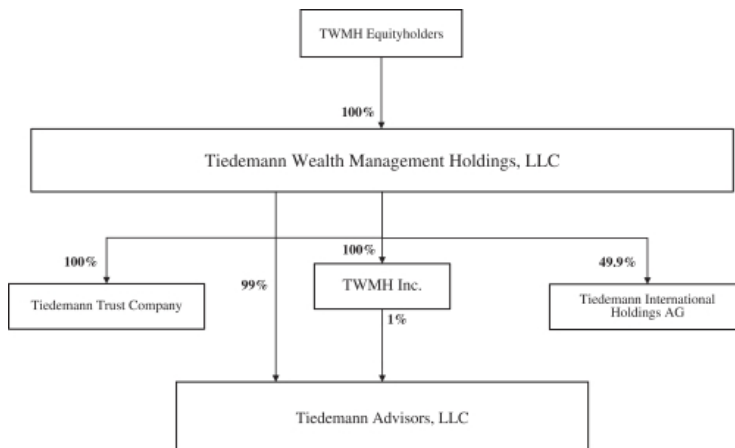 TWMH Equityholders
100%
Tiedemann Wealth Management Holdings, LLC
100%
100%
49.9%
Tiedemann Trust Company
99%
TWMH Inc.
Tiedemann International
Holdings AG
1%
Tiedemann Advisors, LLC